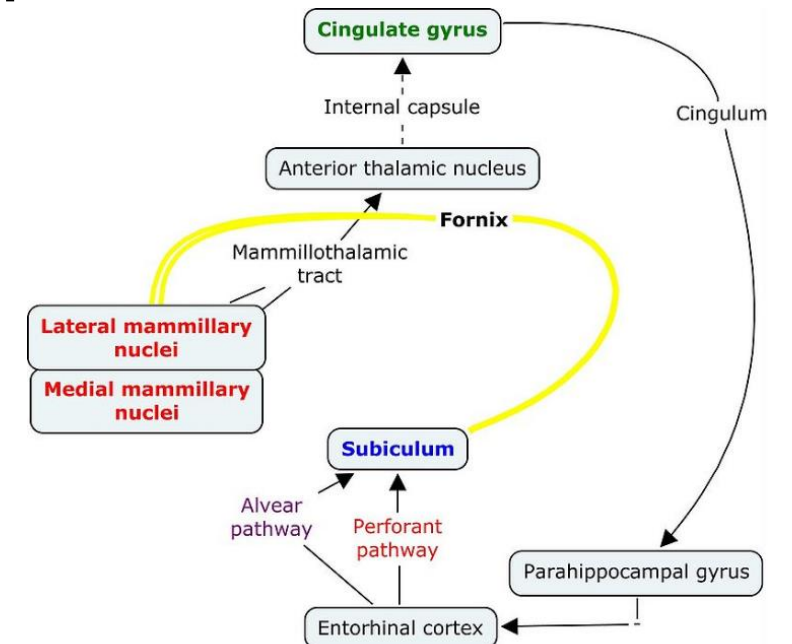 Cingulate gyrus
Internal capsule
Cingulum
Anterior thalamic nucleus
Fornix
Mammillothalamic
tract
Lateral mammillary
nuclei
Medial mammillary
nuclei
Subiculum
Alvear
pathway
Perforant
pathway
Parahippocampal gyrus
Entorhinal cortex